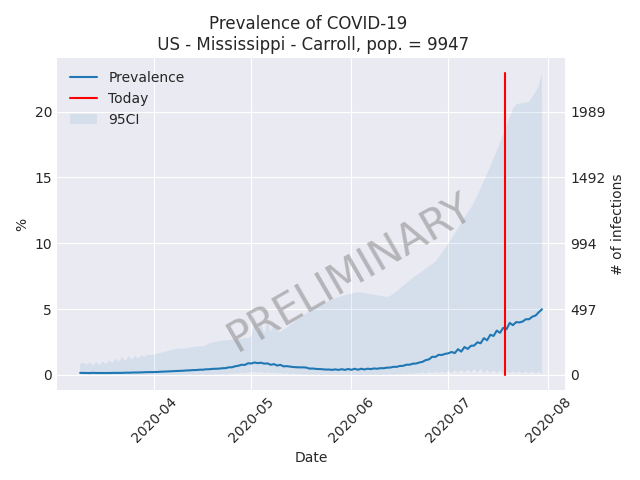 Prevalence of COVID-19
US - Mississippi - Carroll, pop. = 9947
Prevalence
Today
95CI
PRELIMINARY
%
20
15
10
5
0
1989
1492
994
497
0
# of infections
2020-04
2020-05
2020-06
2020-07
2020-08
Date